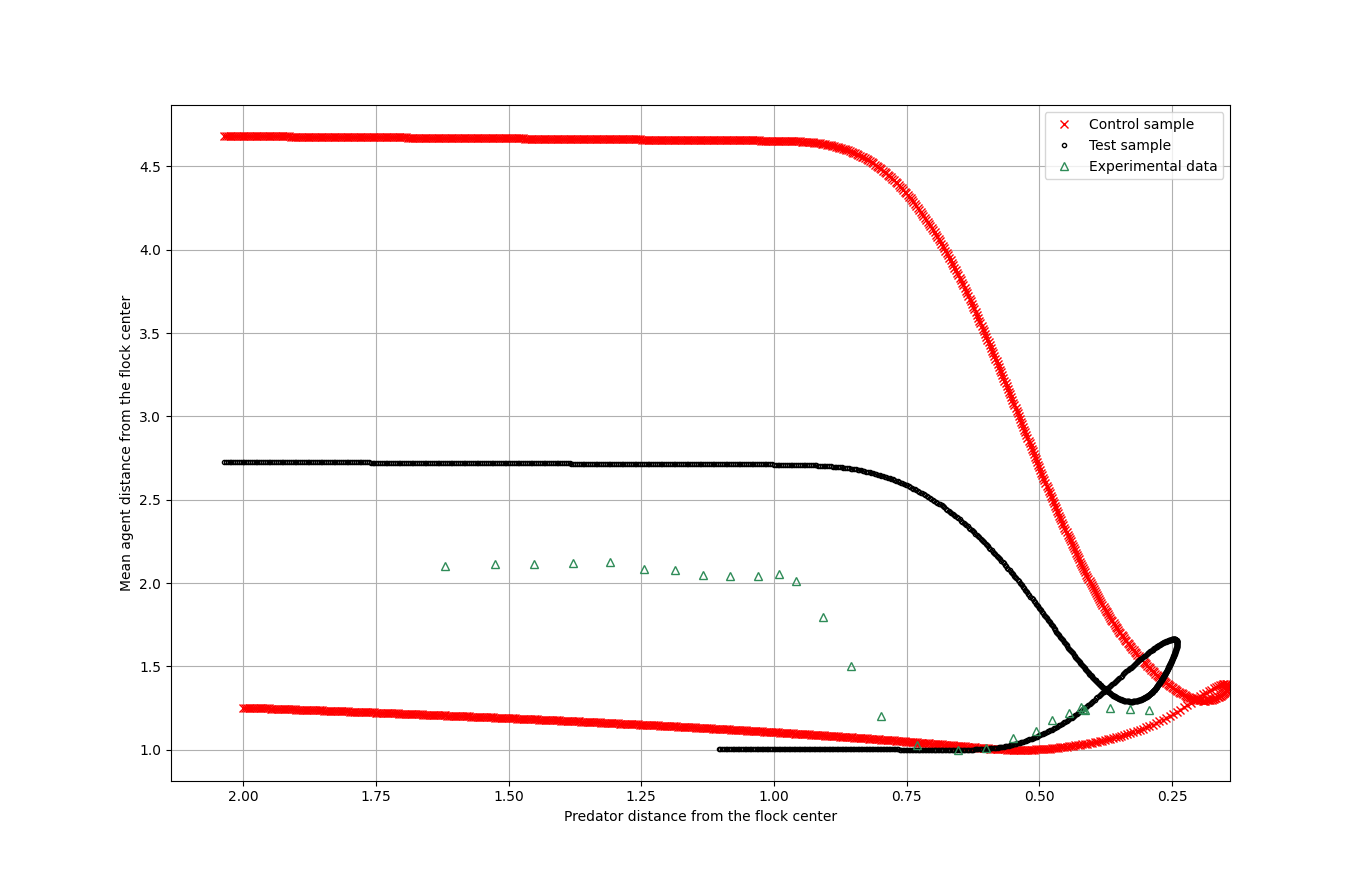 Control sample
Test sample
Experimental data
Mean agent distance from the flock center
4.5
4.0
3.5
3.0
2.5
2.0
1.5
1.0
2.00 1.75 1.50 1.25 1.00 0.75 0.50 0.25
Predator distance from the flock center